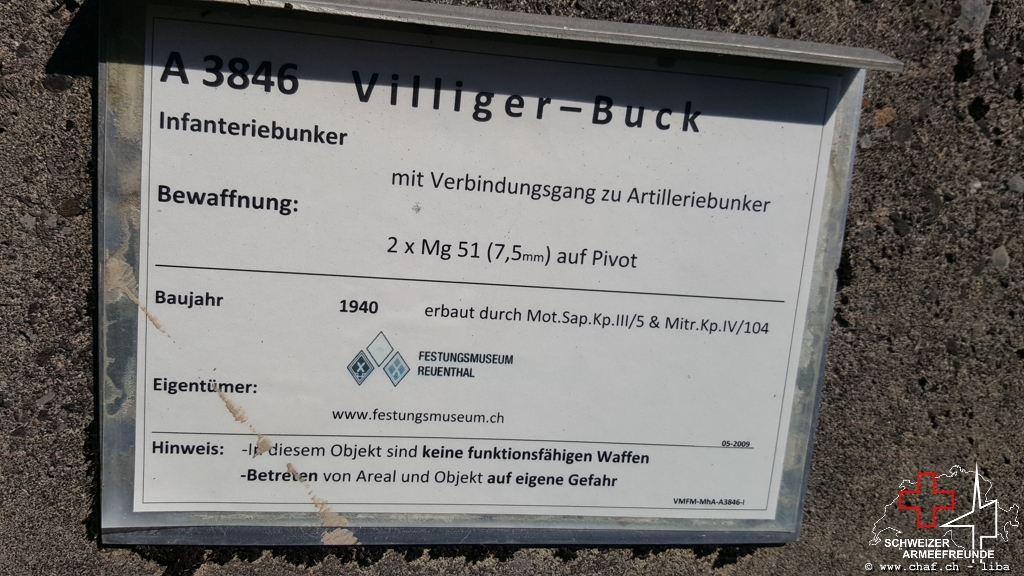 A 3846 Villiger–Buck
Infanteriebunker
mit Verbindungsgang zu Artilleriebunker
Bewaffnung:
2 x Mg 51 (7,5mm) auf Pivot
Baujahr 1940 erbaut durch Mot.Sap.Kp.III/5 & Mitr.Kp.IV/104
FESTUNGSMUSEUM
REUENTHAL
Eigentümer:
www.festungsmuseum.ch
05-2009
Hinweis: -In diesem Objekt sind keine funktionsfähigen Waffen
-Betreten von Areal und Objekt auf eigene Gefahr
VMFM-MhA-A3846-I
SCHWEIZER
ARMEEFREUNDE
© www.chaf.ch - liba